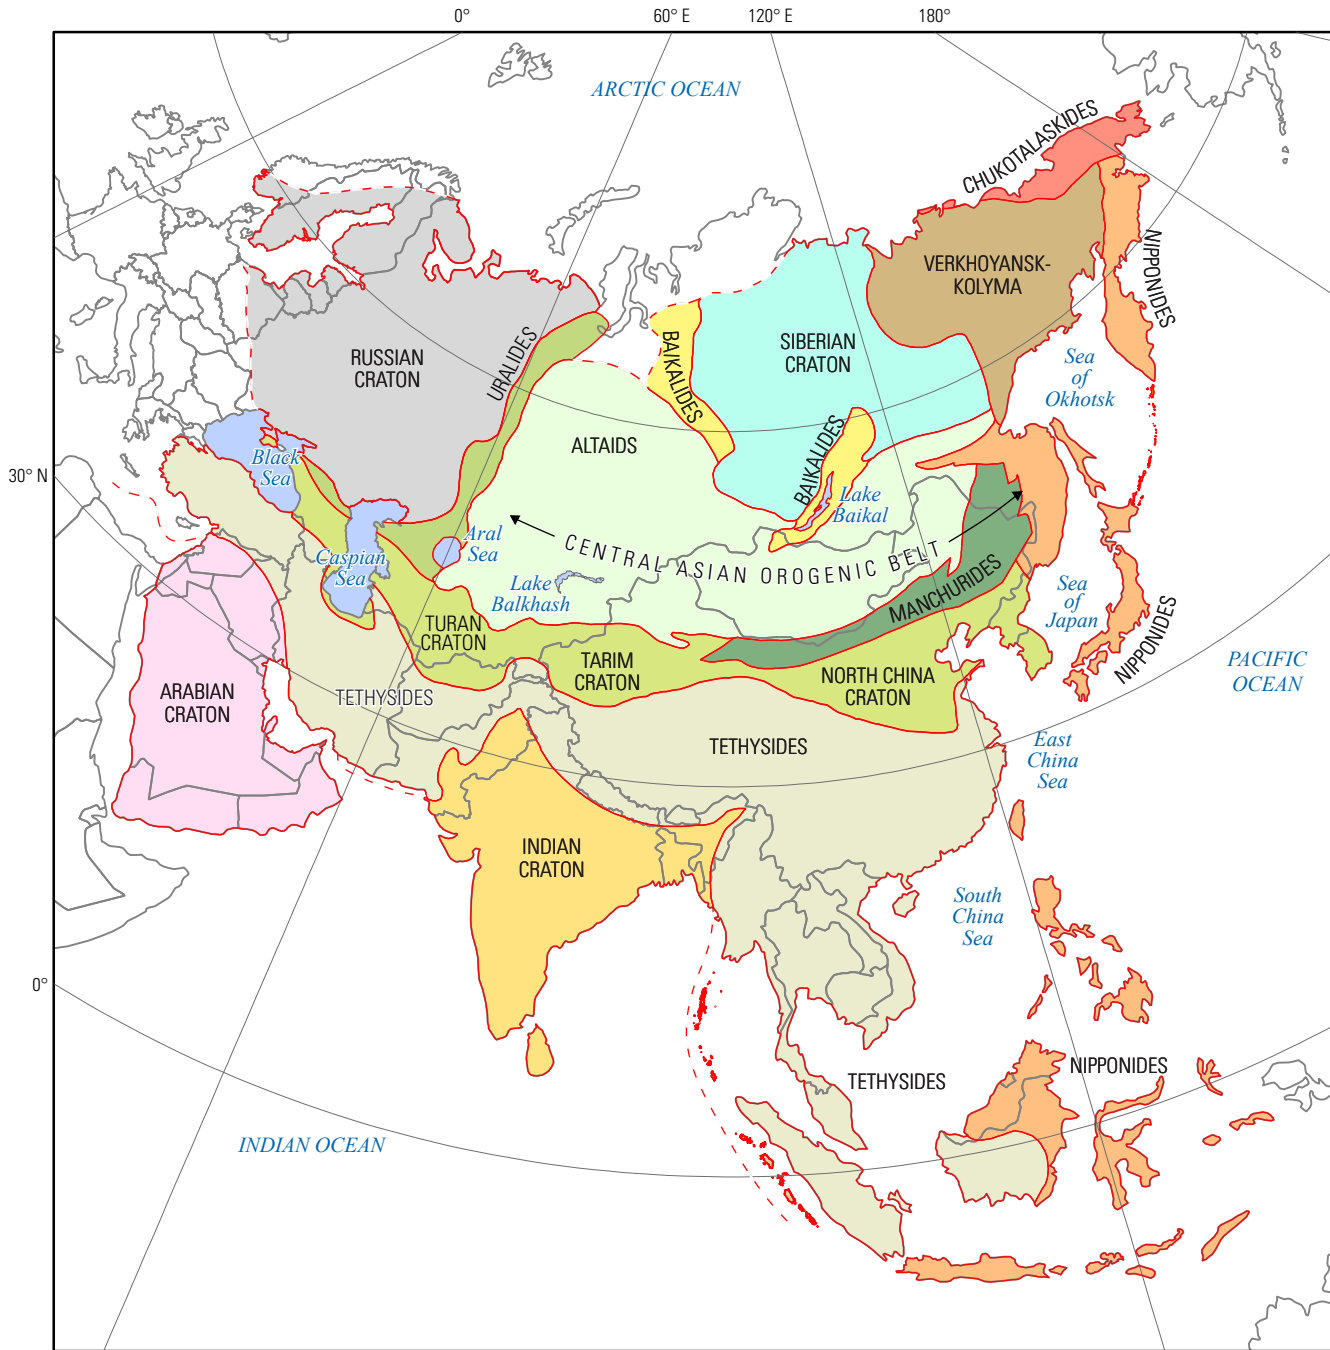 0°
60° E
120° E
180°
ARCTIC OCEAN
CHUKOTALASKIDES
NIPPONIDES
VERKHOYANSK-
KOLYMA
SIBERIAN
CRATON
BAIKALIDES
URALIDES
RUSSIAN
CRATON
Sea
of
Okhotsk
ALTAIDS
BAIKALIDES
30° N
Black
Sea
Lake
Baikal
Aral
Sea
Caspian
Sea
CENTRAL ASIAN OROGENIC BELT
Lake
Balkhash
MANCHURIDES
Sea
of
Japan
NIPPONIDES
TURAN
CRATON
TARIM
CRATON
NORTH CHINA
CRATON
PACIFIC
OCEAN
ARABIAN
CRATON
TETHYSIDES
TETHYSIDES
East
China
Sea
INDIAN
CRATON
South
China
Sea
0°
TETHYSIDES
NIPPONIDES
INDIAN OCEAN